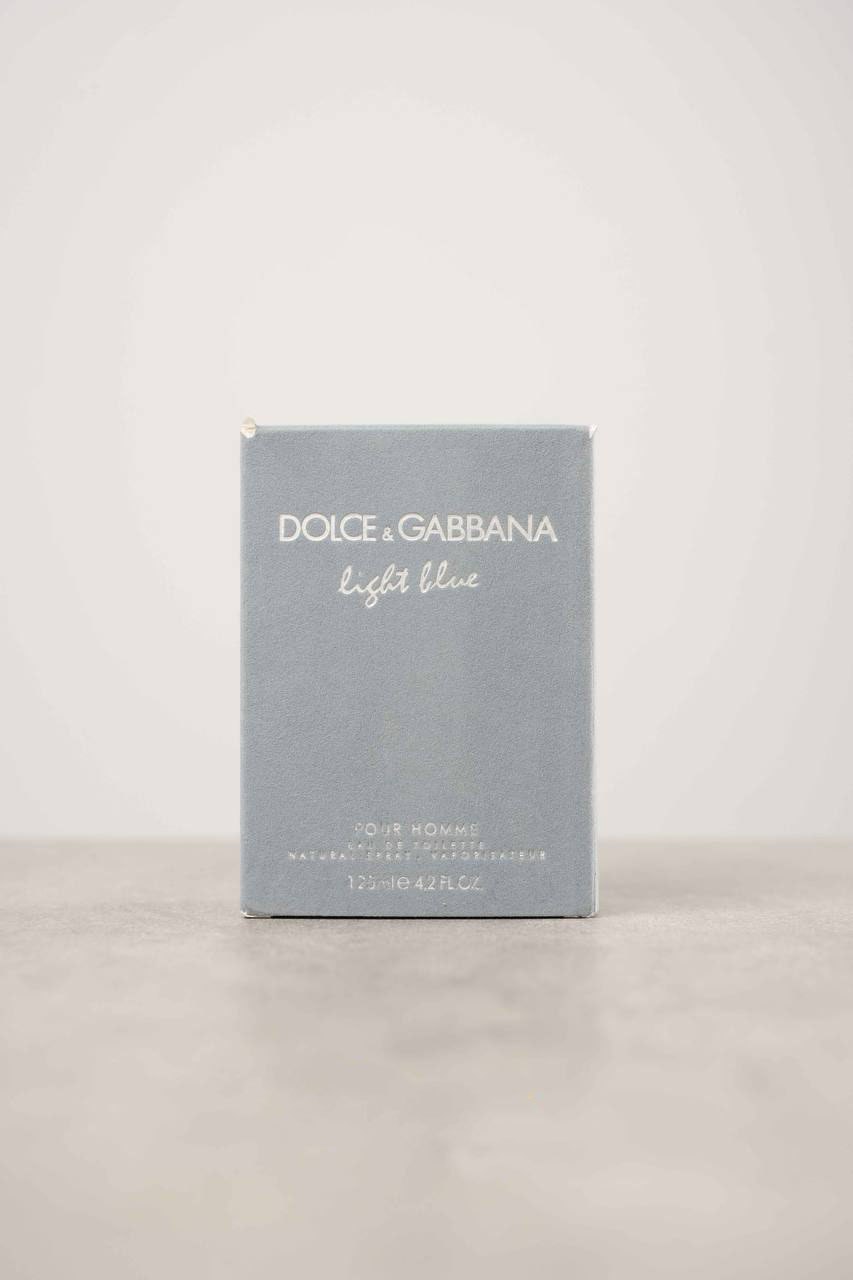 DOLCE & GABBANA
light blue
POUR HOMME
EAU DE TOILETTE
NATURAL SPRAY. VAPORISATEUR
125ml e 4.2 FL.OZ.